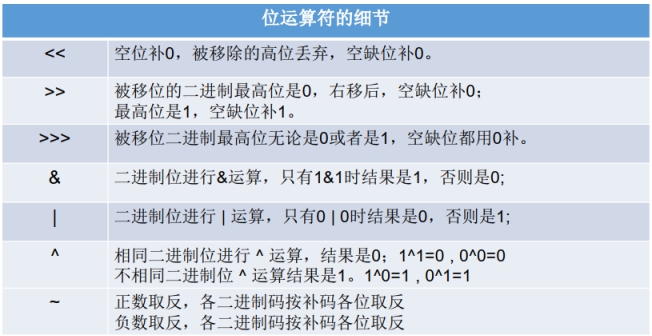 位运算符的细节
<< 空位补0，被移除的高位丢弃，空缺位补0。
>> 被移位的二进制最高位是0，右移后，空缺位补0；
最高位是1，空缺位补1。
>>> 被移位二进制最高位无论是0或者是1，空缺位都用0补。
& 二进制位进行&运算，只有1&1时结果是1，否则是0;
| 二进制位进行 | 运算，只有0 | 0时结果是0，否则是1;
^ 相同二进制位进行 ^ 运算，结果是0；1^1=0 , 0^0=0
不相同二进制位 ^ 运算结果是1。1^0=1 , 0^1=1
~ 正数取反，各二进制码按补码各位取反
负数取反，各二进制码按补码各位取反